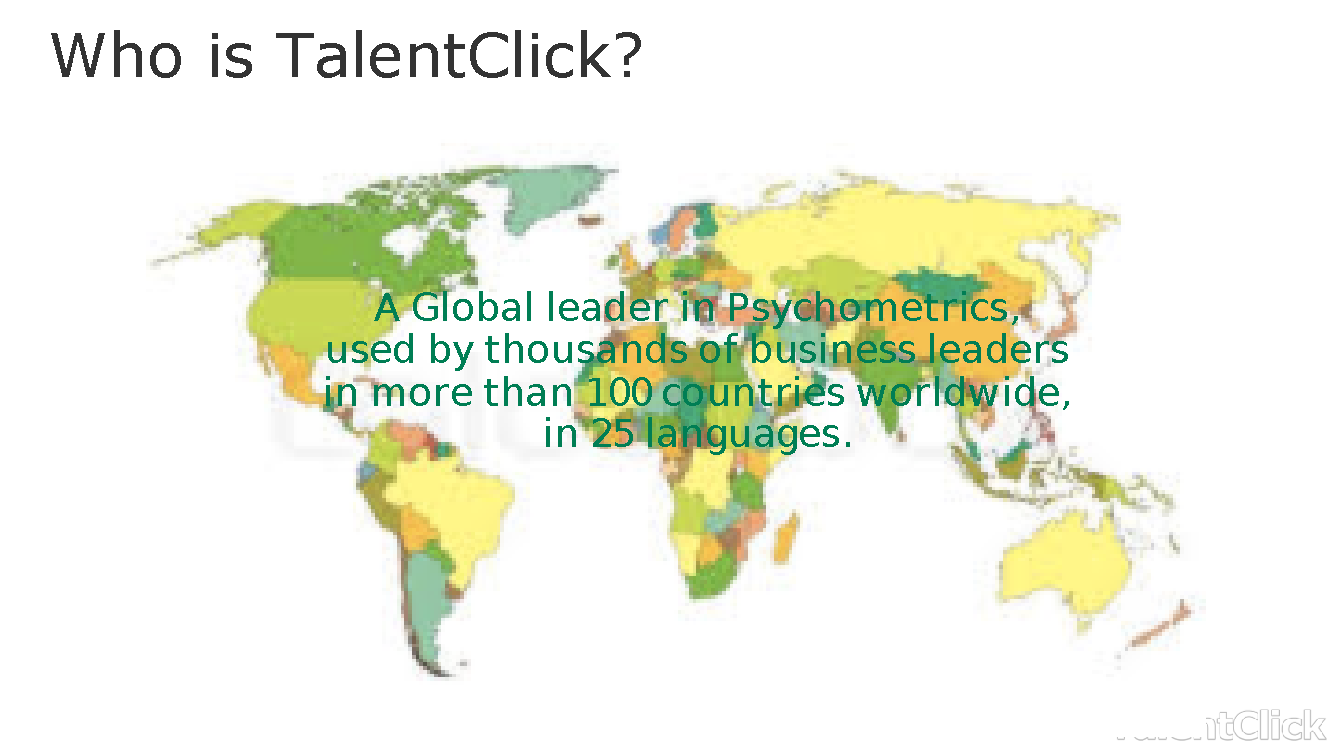 Who is TalentClick?
A Global leader in Psychometrics,
used by thousands of business leaders
in more than 100 countries worldwide,
in 25 languages.
TalentClick